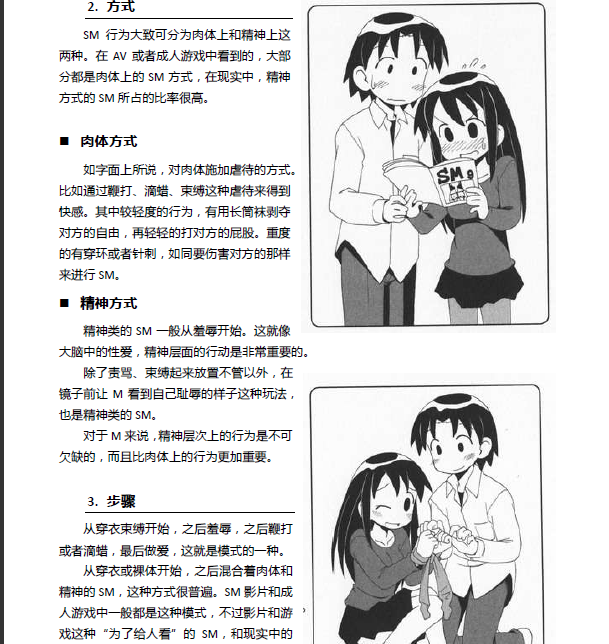 2. 方式
SM 行为大致可分为肉体上和精神上这
两种。在 AV 或者成人游戏中看到的，大部
分都是肉体上的 SM 方式，在现实中，精神
方式的 SM 所占的比率很高。
■ 肉体方式
如字面上所说，对肉体施加虐待的方式。
比如通过鞭打、滴蜡、束缚这种虐待来得到
快感。其中较轻度的行为，有用长筒袜剥夺
对方的自由，再轻轻的打对方的屁股。重度
的有穿环或者针刺，如同要伤害对方的那样
来进行 SM。
■ 精神方式
精神类的 SM 一般从羞辱开始。这就像
大脑中的性爱，精神层面的行动是非常重要的。
除了责骂、束缚起来放置不管以外，在
镜子前让 M 看到自己耻辱的样子这种玩法，
也是精神类的 SM。
对于 M 来说，精神层次上的行为是不可
欠缺的，而且比肉体上的行为更加重要。
3. 步骤
从穿衣束缚开始，之后羞辱，之后鞭打
或者滴蜡，最后做爱，这就是模式的一种。
从穿衣或裸体开始，之后混合着肉体和
精神的 SM，这种方式很普遍。SM 影片和成
人游戏中一般都是这种模式，不过影片和游
戏这种“为了给人看”的 SM，和现实中的
SM